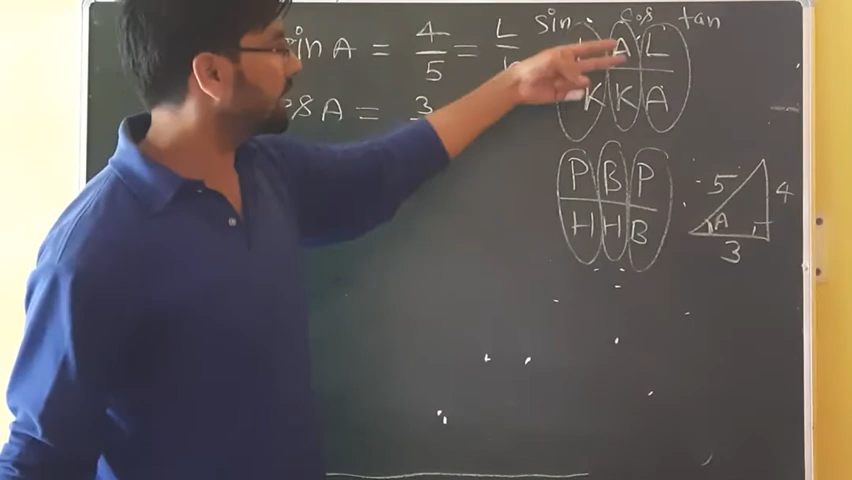 sin A = 4/5 = L/
cos A = 3
sin cos tan
A L
K K A
P B P
H H B
5 4
A
3